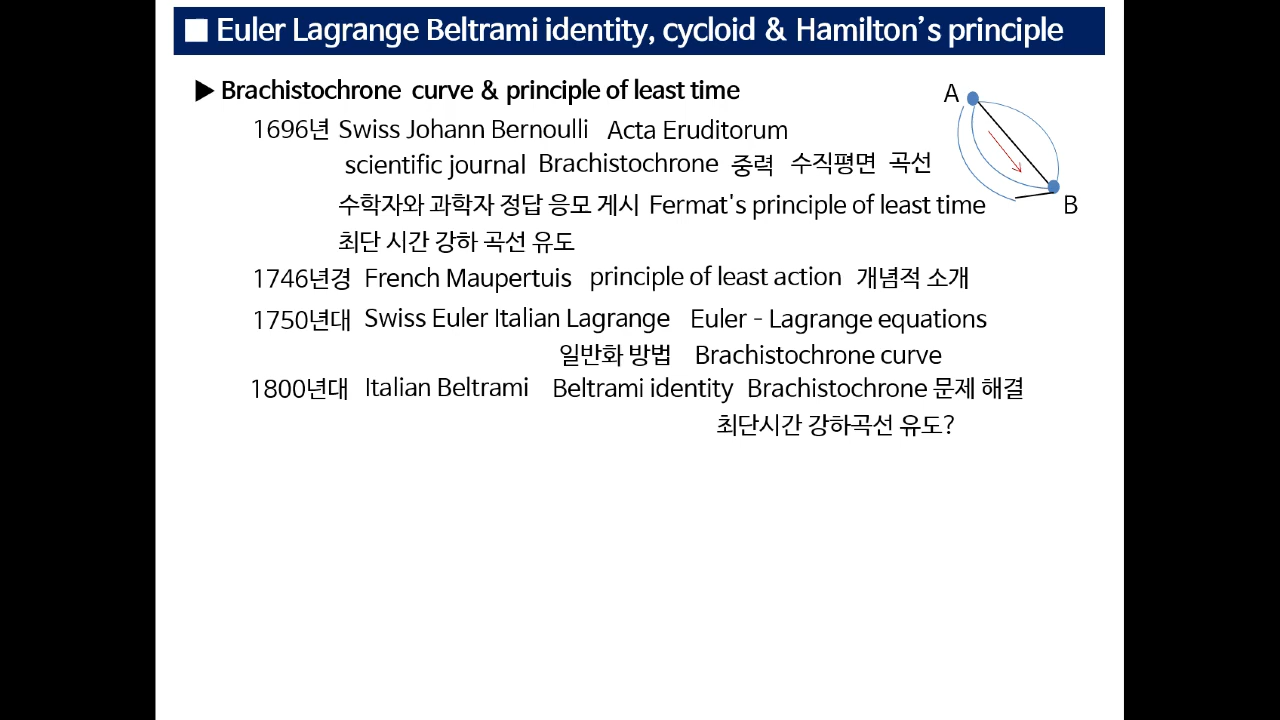 ■ Euler Lagrange Beltrami identity, cycloid & Hamilton's principle
▶ Brachistochrone curve & principle of least time
A
1696년 Swiss Johann Bernoulli Acta Eruditorum
scientific journal Brachistochrone 중력 수직평면 곡선
수학자와 과학자 정답 응모 게시 Fermat's principle of least time
B
최단 시간 강하 곡선 유도
1746년경 French Maupertuis principle of least action 개념적 소개
1750년대 Swiss Euler Italian Lagrange Euler - Lagrange equations
일반화 방법 Brachistochrone curve
1800년대 Italian Beltrami Beltrami identity Brachistochrone 문제 해결
최단시간 강하곡선 유도?